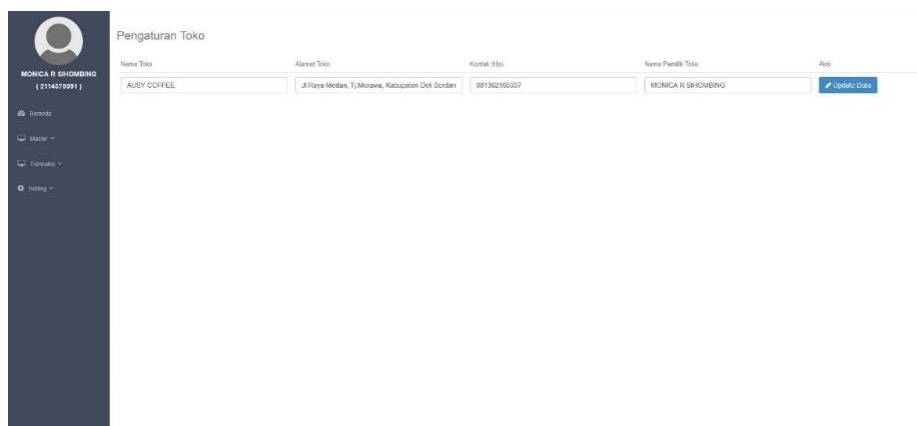 Pengaturan Toko
MONICA R SIHOMBING
( 2114370091 )
Nama Toko Alamat Toko Kontak (Hp) Nama Pemilik Toko Aksi
AUSY COFFEE Jl.Raya Medan, Tj.Morawa, Kabupaten Deli Serdan 081362165337 MONICA R SIHOMBING Update Data
Beranda
Master
Transaksi
Setting